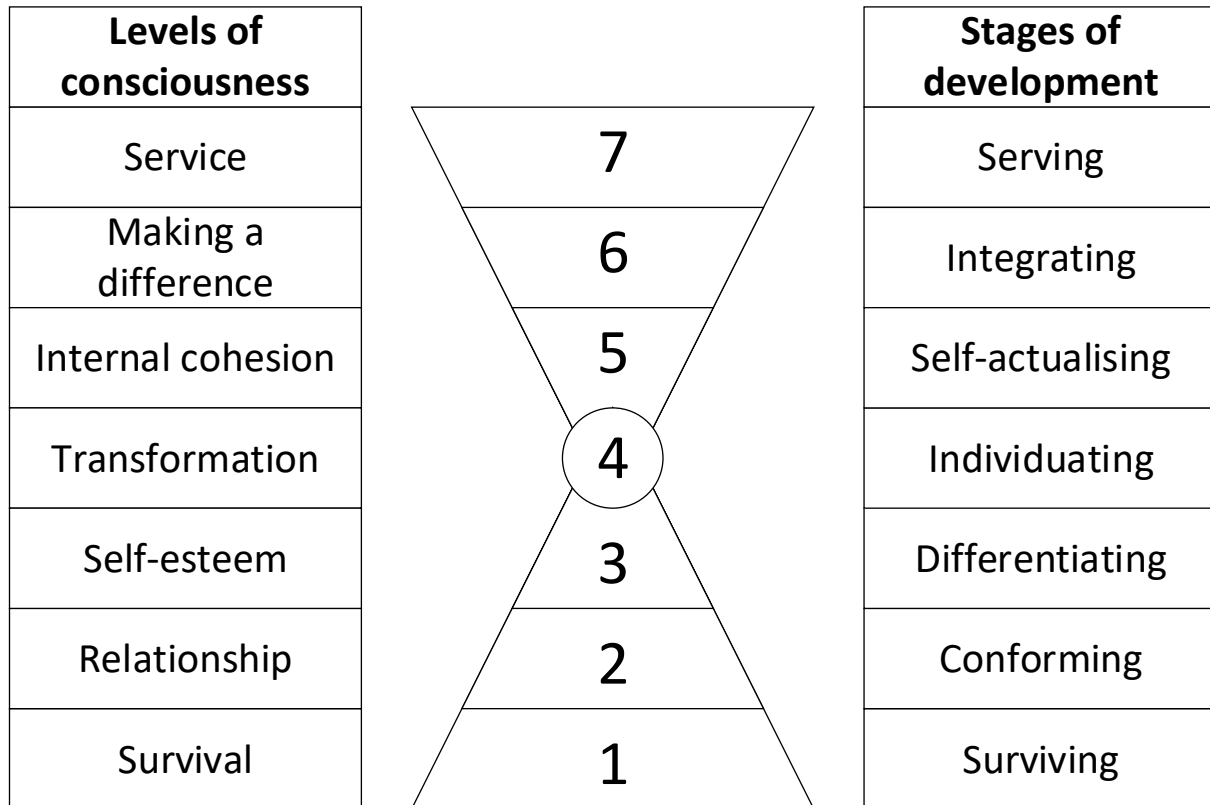 Levels of
consciousness
Stages of
development
Service
7
Serving
Making a
difference
6
Integrating
Internal cohesion
5
Self-actualising
Transformation
4
Individuating
Self-esteem
3
Differentiating
Relationship
2
Conforming
Survival
1
Surviving